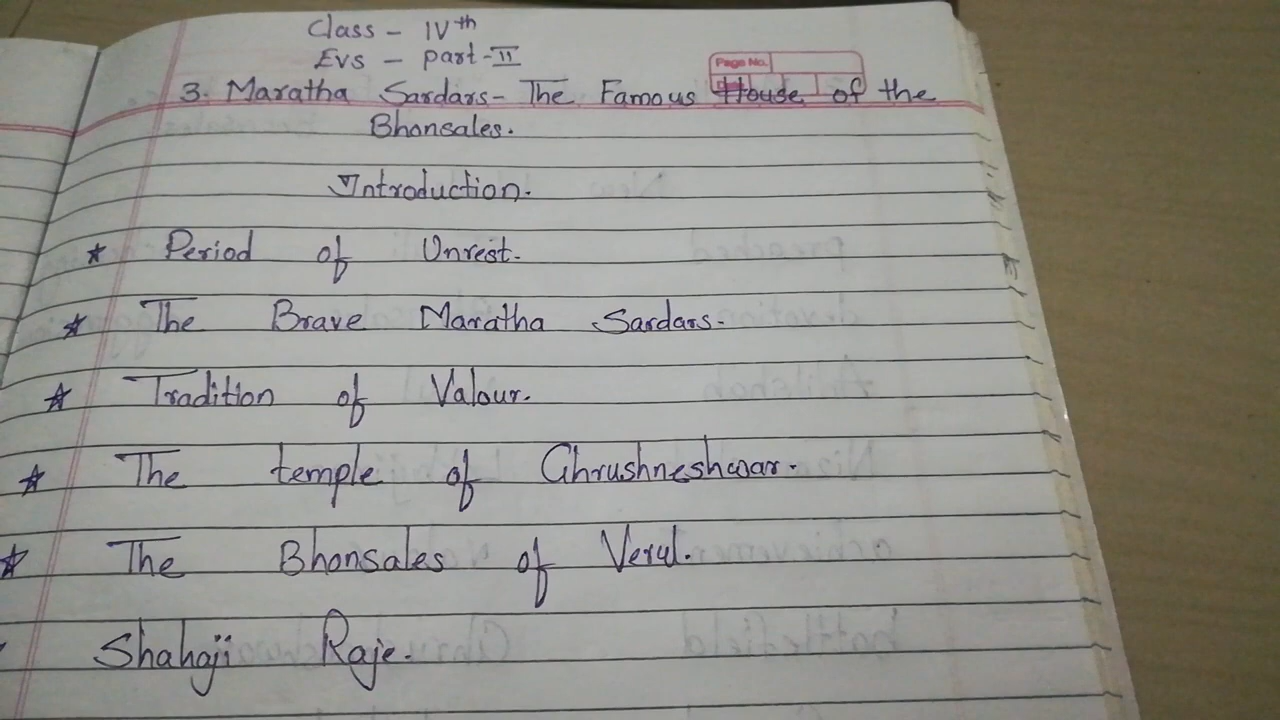 Class - IVth
Evs - part-II
Page No.
3. Maratha Sardars - The Famous House of the
Bhonsales.
Introduction.
* Period of Unrest.
* The Brave Maratha Sardars.
* Tradition of Valour.
* The temple of Ghrushneshwar.
* The Bhonsales of Verul.
Shahaji Raje.